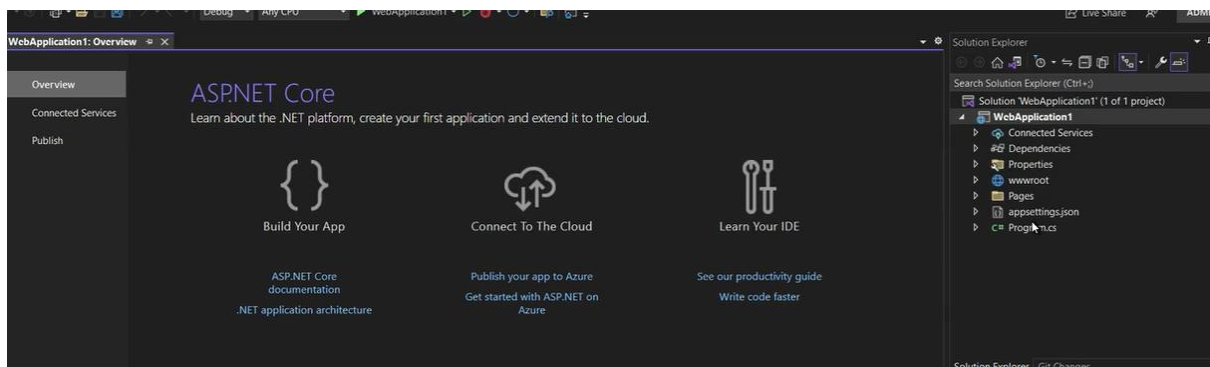 Debug
Any CPU
WebApplication1
Live Share
WebApplication1: Overview
Solution Explorer
Search Solution Explorer (Ctrl+;)
Overview
Connected Services
Publish
ASP.NET Core
Learn about the .NET platform, create your first application and extend it to the cloud.
Build Your App
Connect To The Cloud
Learn Your IDE
ASP.NET Core
documentation
.NET application architecture
Publish your app to Azure
Get started with ASP.NET on
Azure
See our productivity guide
Write code faster
Solution 'WebApplication1' (1 of 1 project)
WebApplication1
Connected Services
Dependencies
Properties
wwwroot
Pages
appsettings.json
C# Program.cs
Solution Explorer
Git Changes